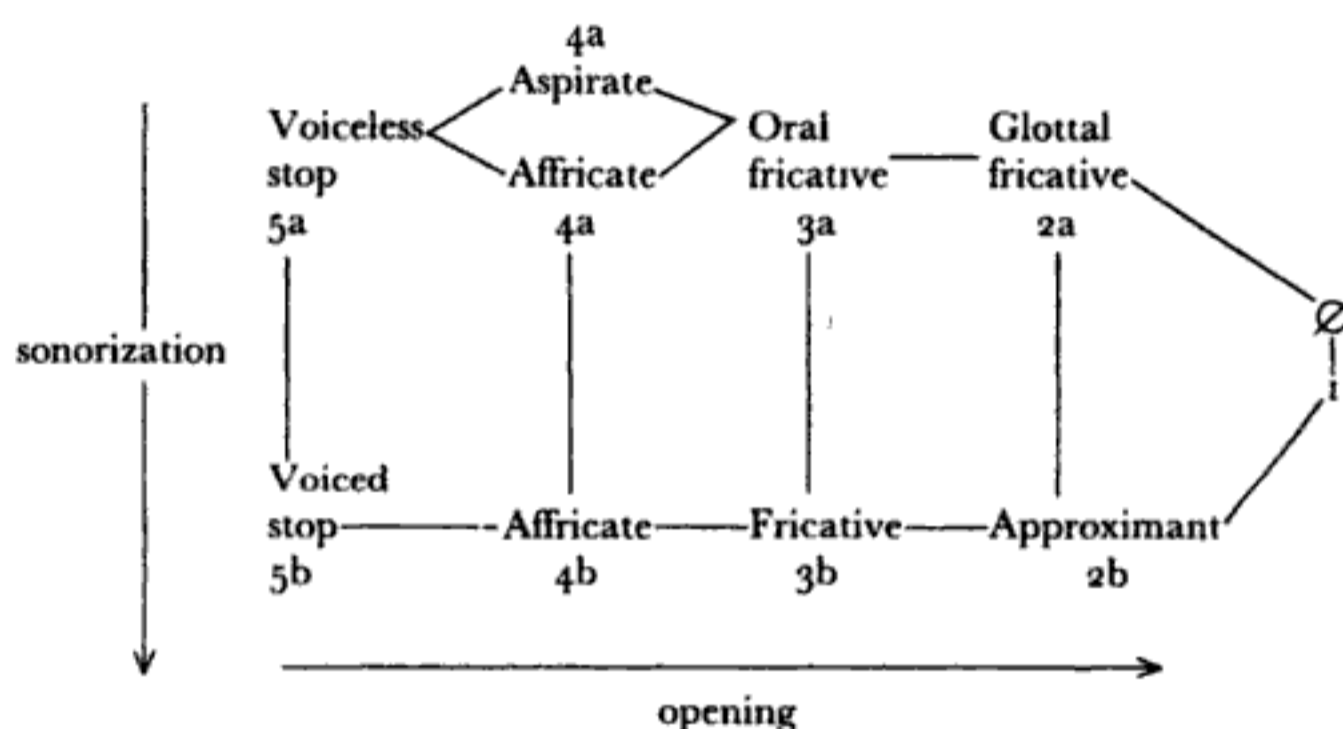 4a
Aspirate
Voiceless Oral Glottal
stop Affricate fricative fricative
5a 4a 3a 2a
Ø
sonorization
i
Voiced
stop Affricate Fricative Approximant
5b 4b 3b 2b
opening